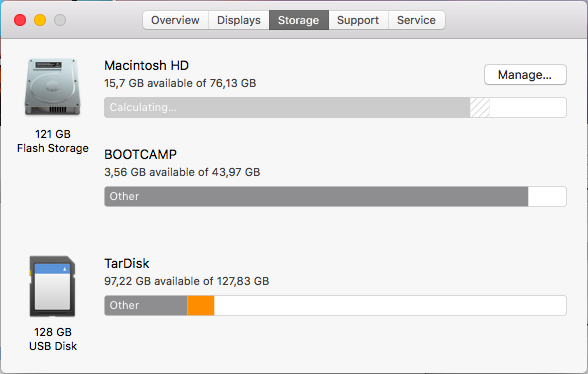 Overview Displays Storage Support Service
Macintosh HD
15,7 GB available of 76,13 GB
Manage...
Calculating...
121 GB
Flash Storage
BOOTCAMP
3,56 GB available of 43,97 GB
Other
TarDisk
97,22 GB available of 127,83 GB
Other
128 GB
USB Disk